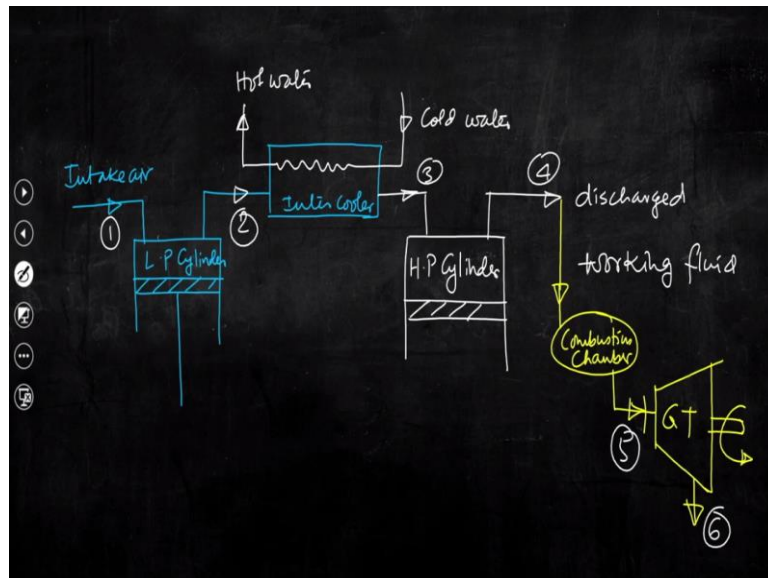 Hot water
Cold water
Intake air
1
2
Inter cooler
3
4
discharged
working fluid
L.P Cylinder
H.P Cylinder
Combustion
Chamber
5
GT
6